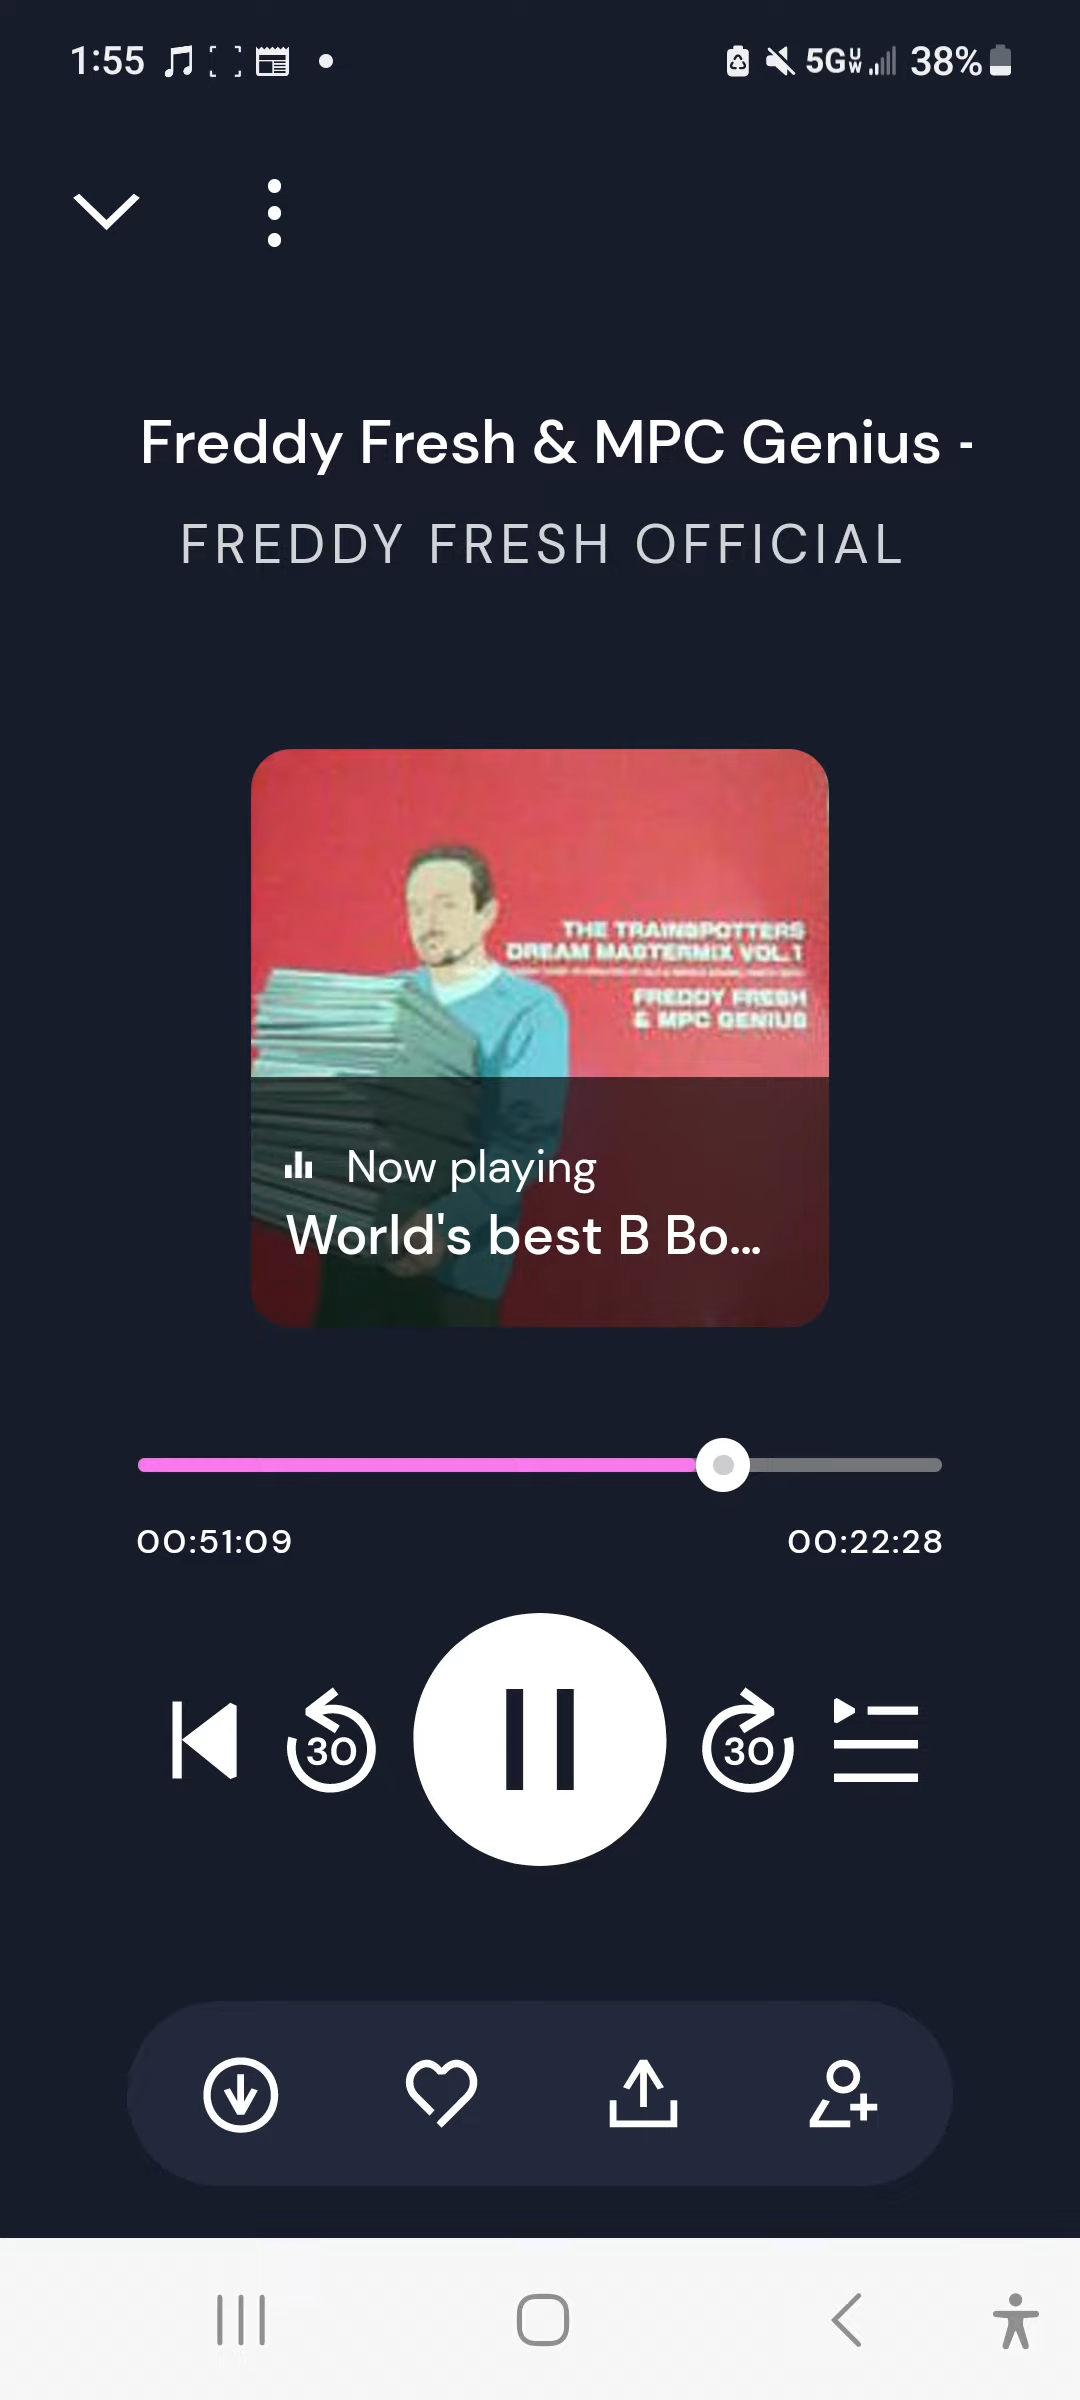 1:55 5G UW 38%
Freddy Fresh & MPC Genius -
FREDDY FRESH OFFICIAL
THE TRAINSPOTTERS
DREAM MASTERMIX VOL.1
FREDDY FRESH
& MPC GENIUS
Now playing
World's best B Bo...
00:51:09 00:22:28
30 30